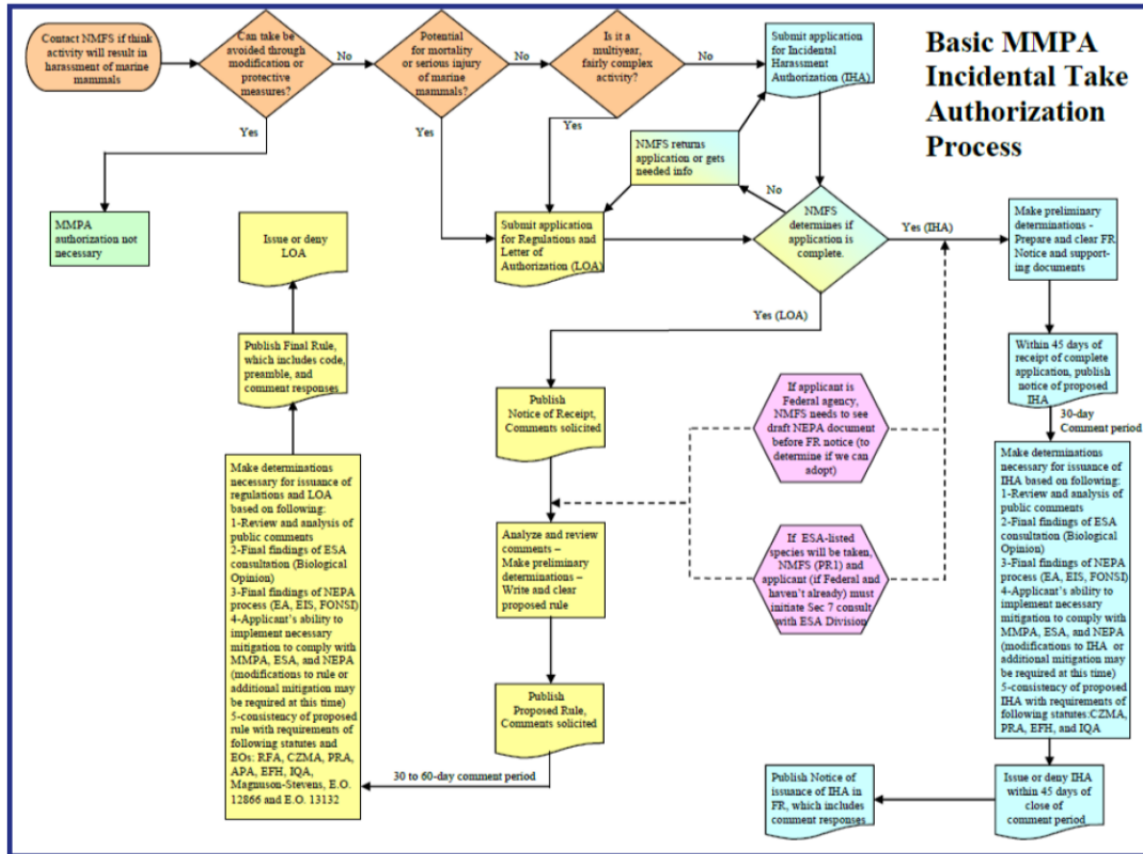 Basic MMPA
Incidental Take
Authorization
Process
Contact NMFS if think
activity will result in
harassment of marine
mammals
Can take be
avoided through
modification or
protective
measures?
No
Yes
Potential
for mortality
or serious injury
of marine
mammals?
No
Yes
Is it a
multiyear,
fairly complex
activity?
No
Yes
Submit application
for Incidental
Harassment
Authorization (IHA)
NMFS returns
application or gets
needed info
No
MMPA
authorization not
necessary
Issue or deny
LOA
Submit application
for Regulations and
Letter of
Authorization (LOA)
NMFS
determines if
application is
complete.
Yes (IHA)
Yes (LOA)
Make preliminary
determinations -
Prepare and clear FR
Notice and support-
ing documents
Publish Final Rule,
which includes code,
preamble, and
comment responses
Within 45 days of
receipt of complete
application, publish
notice of proposed
IHA
30-day
Comment period
Publish
Notice of Receipt,
Comments solicited
If applicant is
Federal agency,
NMFS needs to see
draft NEPA document
before FR notice (to
determine if we can
adopt)
Make determinations
necessary for issuance of
regulations and LOA
based on following:
1-Review and analysis of
public comments
2-Final findings of ESA
consultation (Biological
Opinion)
3-Final findings of NEPA
process (EA, EIS, FONSI)
4-Applicant's ability to
implement necessary
mitigation to comply with
MMPA, ESA, and NEPA
(modifications to rule or
additional mitigation may
be required at this time)
5-consistency of proposed
rule with requirements of
following statutes and
EOs: RFA, CZMA, PRA,
APA, EFH, IQA,
Magnuson-Stevens, E.O.
12866 and E.O. 13132
Analyze and review
comments –
Make preliminary
determinations –
Write and clear
proposed rule
If ESA-listed
species will be taken,
NMFS (PR1) and
applicant (if Federal and
haven't already) must
initiate Sec 7 consult
with ESA Division
Make determinations
necessary for issuance of
IHA based on following:
1-Review and analysis of
public comments
2-Final findings of ESA
consultation (Biological
Opinion)
3-Final findings of NEPA
process (EA, EIS, FONSI)
4-Applicant's ability to
implement necessary
mitigation to comply with
MMPA, ESA, and NEPA
(modifications to IHA or
additional mitigation may
be required at this time)
5-consistency of proposed
IHA with requirements of
following statutes:CZMA,
PRA, EFH, and IQA
Publish
Proposed Rule,
Comments solicited
30 to 60-day comment period
Publish Notice of
issuance of IHA in
FR, which includes
comment responses
Issue or deny IHA
within 45 days of
close of
comment period